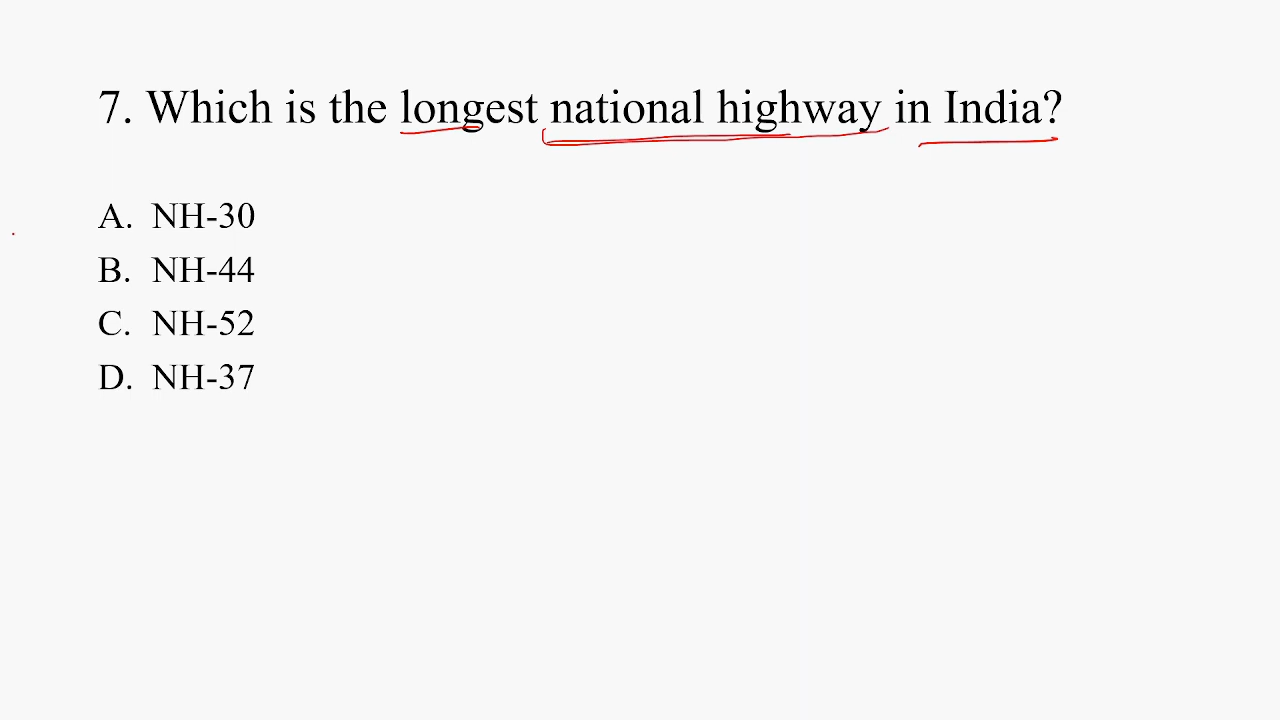 7. Which is the longest national highway in India?
A. NH-30
B. NH-44
C. NH-52
D. NH-37